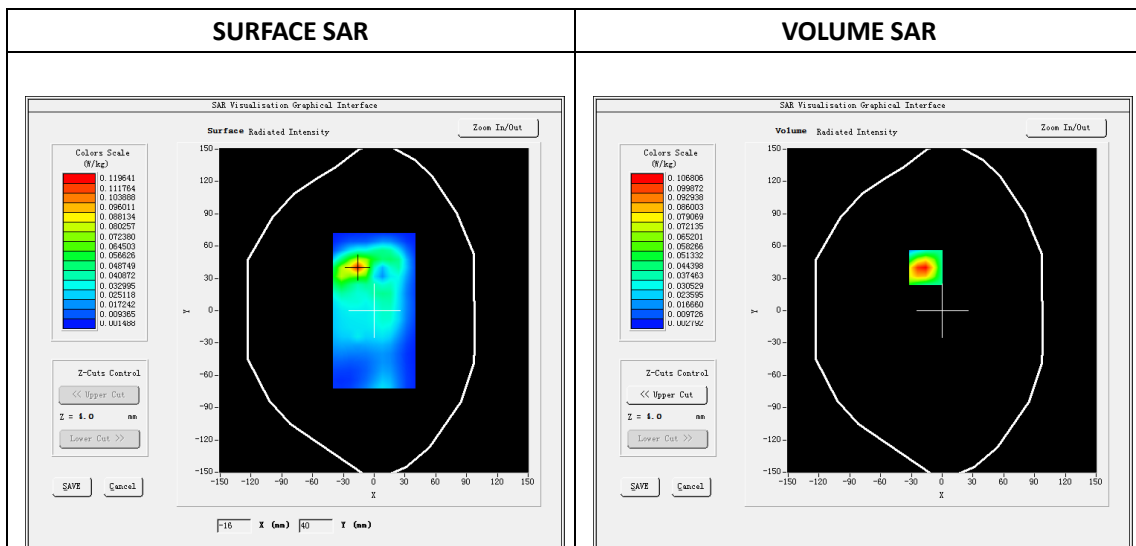 SURFACE SAR
SAR Visualisation Graphical Interface
Surface Radiated Intensity
Zoom In/Out
Colors Scale
(W/kg)
0.119641
0.111764
0.103888
0.096011
0.088134
0.080257
0.072380
0.064503
0.056626
0.048749
0.040872
0.032995
0.025118
0.017242
0.009365
0.001488
Z-Cuts Control
<< Upper Cut
Z = 4.0 mm
Lower Cut >>
SAVE Cancel
150
120
90
60
30
0
-30
-60
-90
-120
-150
Y
-150 -120 -90 -60 -30 0 30 60 90 120 150
X
-16 X (mm) 40 Y (mm)
VOLUME SAR
SAR Visualisation Graphical Interface
Volume Radiated Intensity
Zoom In/Out
Colors Scale
(W/kg)
0.106806
0.099872
0.092938
0.086003
0.079069
0.072135
0.065201
0.058266
0.051332
0.044398
0.037463
0.030529
0.023595
0.016660
0.009726
0.002792
Z-Cuts Control
<< Upper Cut
Z = 4.0 mm
Lower Cut >>
SAVE Cancel
150
120
90
60
30
0
-30
-60
-90
-120
-150
Y
-150 -120 -90 -60 -30 0 30 60 90 120 150
X